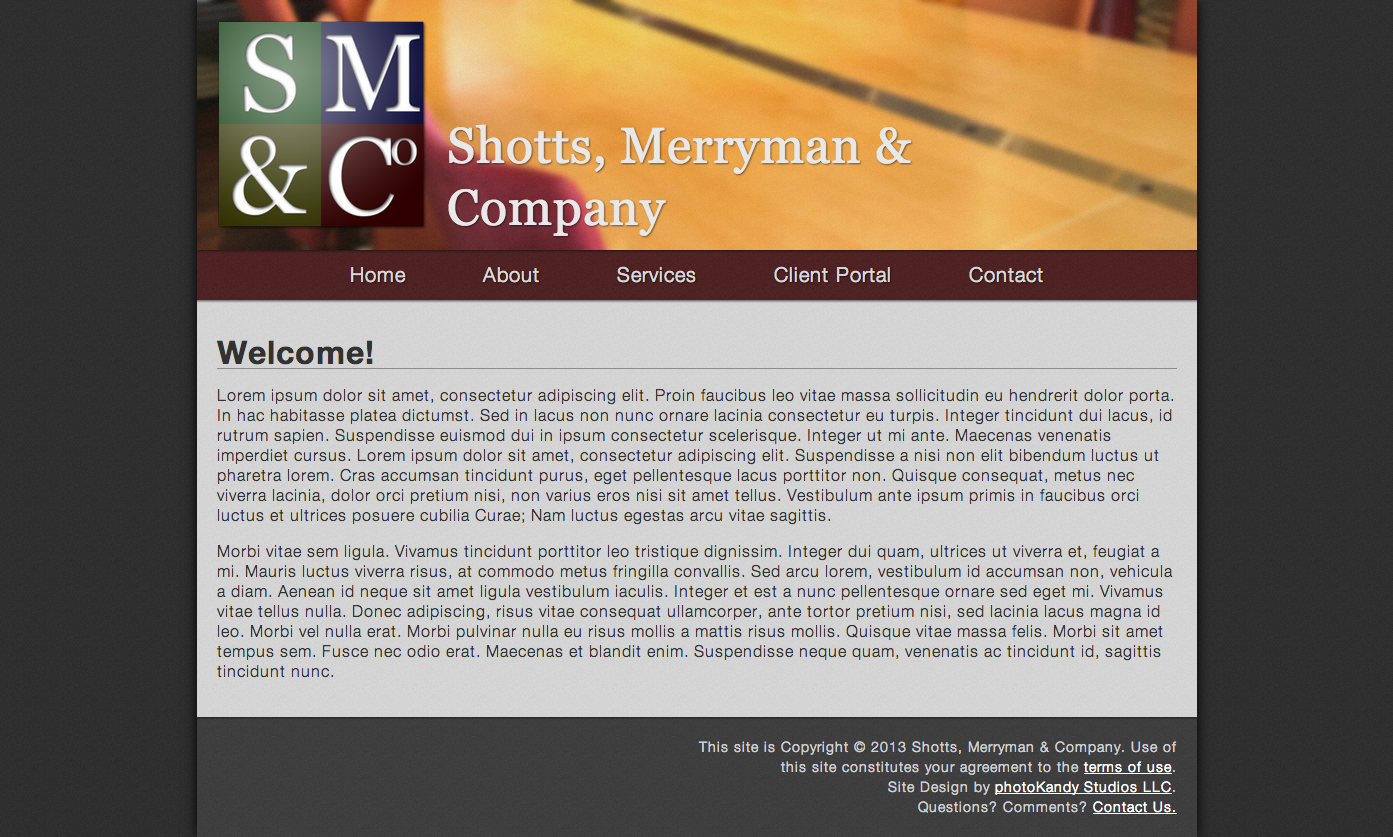 S M
& Co
Shotts, Merryman &
Company
Home About Services Client Portal Contact
Welcome!
Lorem ipsum dolor sit amet, consectetur adipiscing elit. Proin faucibus leo vitae massa sollicitudin eu hendrerit dolor porta.
In hac habitasse platea dictumst. Sed in lacus non nunc ornare lacinia consectetur eu turpis. Integer tincidunt dui lacus, id
rutrum sapien. Suspendisse euismod dui in ipsum consectetur scelerisque. Integer ut mi ante. Maecenas venenatis
imperdiet cursus. Lorem ipsum dolor sit amet, consectetur adipiscing elit. Suspendisse a nisi non elit bibendum luctus ut
pharetra lorem. Cras accumsan tincidunt purus, eget pellentesque lacus porttitor non. Quisque consequat, metus nec
viverra lacinia, dolor orci pretium nisi, non varius eros nisi sit amet tellus. Vestibulum ante ipsum primis in faucibus orci
luctus et ultrices posuere cubilia Curae; Nam luctus egestas arcu vitae sagittis.
Morbi vitae sem ligula. Vivamus tincidunt porttitor leo tristique dignissim. Integer dui quam, ultrices ut viverra et, feugiat a
mi. Mauris luctus viverra risus, at commodo metus fringilla convallis. Sed arcu lorem, vestibulum id accumsan non, vehicula
a diam. Aenean id neque sit amet ligula vestibulum iaculis. Integer et est a nunc pellentesque ornare sed eget mi. Vivamus
vitae tellus nulla. Donec adipiscing, risus vitae consequat ullamcorper, ante tortor pretium nisi, sed lacinia lacus magna id
leo. Morbi vel nulla erat. Morbi pulvinar nulla eu risus mollis a mattis risus mollis. Quisque vitae massa felis. Morbi sit amet
tempus sem. Fusce nec odio erat. Maecenas et blandit enim. Suspendisse neque quam, venenatis ac tincidunt id, sagittis
tincidunt nunc.
This site is Copyright © 2013 Shotts, Merryman & Company. Use of
this site constitutes your agreement to the terms of use.
Site Design by photoKandy Studios LLC.
Questions? Comments? Contact Us.